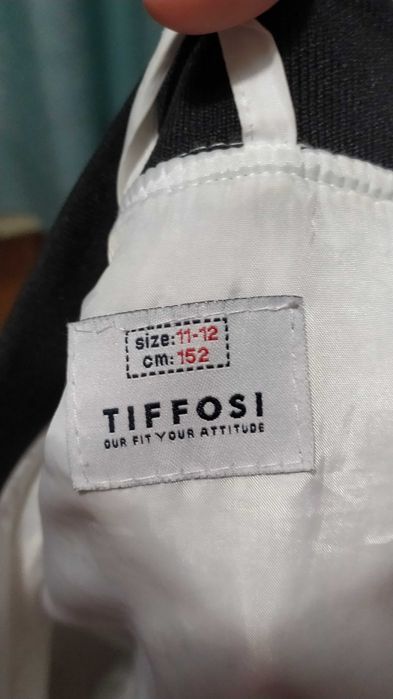 size:11-12
cm:152
TIFFOSI
OUR FIT YOUR ATTITUDE